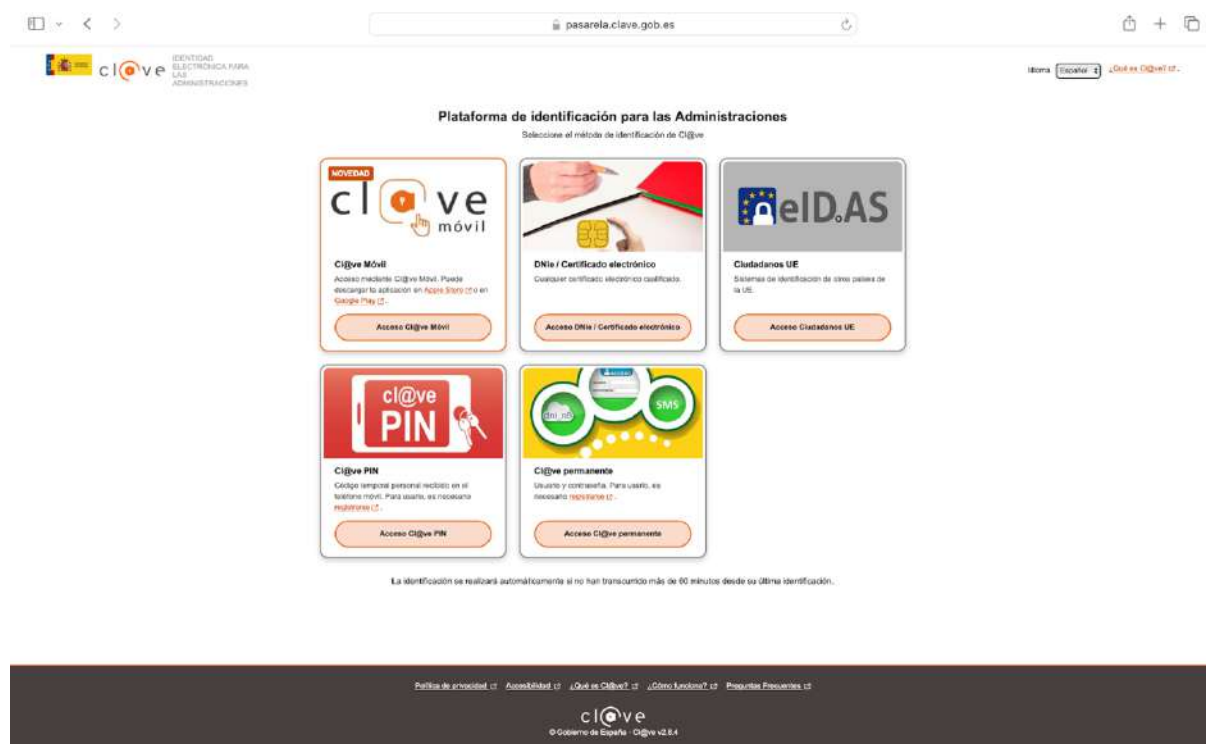 pasarela.clave.gob.es
cl@ve
IDENTIDAD
ELECTRÓNICA PARA
LAS
ADMINISTRACIONES
Idioma Español ¿Qué es Cl@ve?
Plataforma de identificación para las Administraciones
Seleccione el método de identificación de Cl@ve
NOVEDAD
cl@ve
móvil
Cl@ve Móvil
Acceso mediante Cl@ve Móvil. Puede
descargar la aplicación en Apple Store o en
Google Play .
Acceso Cl@ve Móvil
DNIe / Certificado electrónico
Cualquier certificado electrónico cualificado.
Acceso DNIe / Certificado electrónico
eID.AS
Ciudadanos UE
Sistemas de identificación de otros países de
la UE.
Acceso Ciudadanos UE
cl@ve
PIN
Cl@ve PIN
Código temporal personal recibido en el
teléfono móvil. Para usarlo, es necesario
registrarse .
Acceso Cl@ve PIN
SMS
Cl@ve permanente
Usuario y contraseña. Para usarlo, es
necesario registrarse .
Acceso Cl@ve permanente
La identificación se realizará automáticamente si no han transcurrido más de 60 minutos desde su última identificación.
Política de privacidad Accesibilidad ¿Qué es Cl@ve? ¿Cómo funciona? Preguntas Frecuentes
cl@ve
© Gobierno de España - Cl@ve v2.8.4